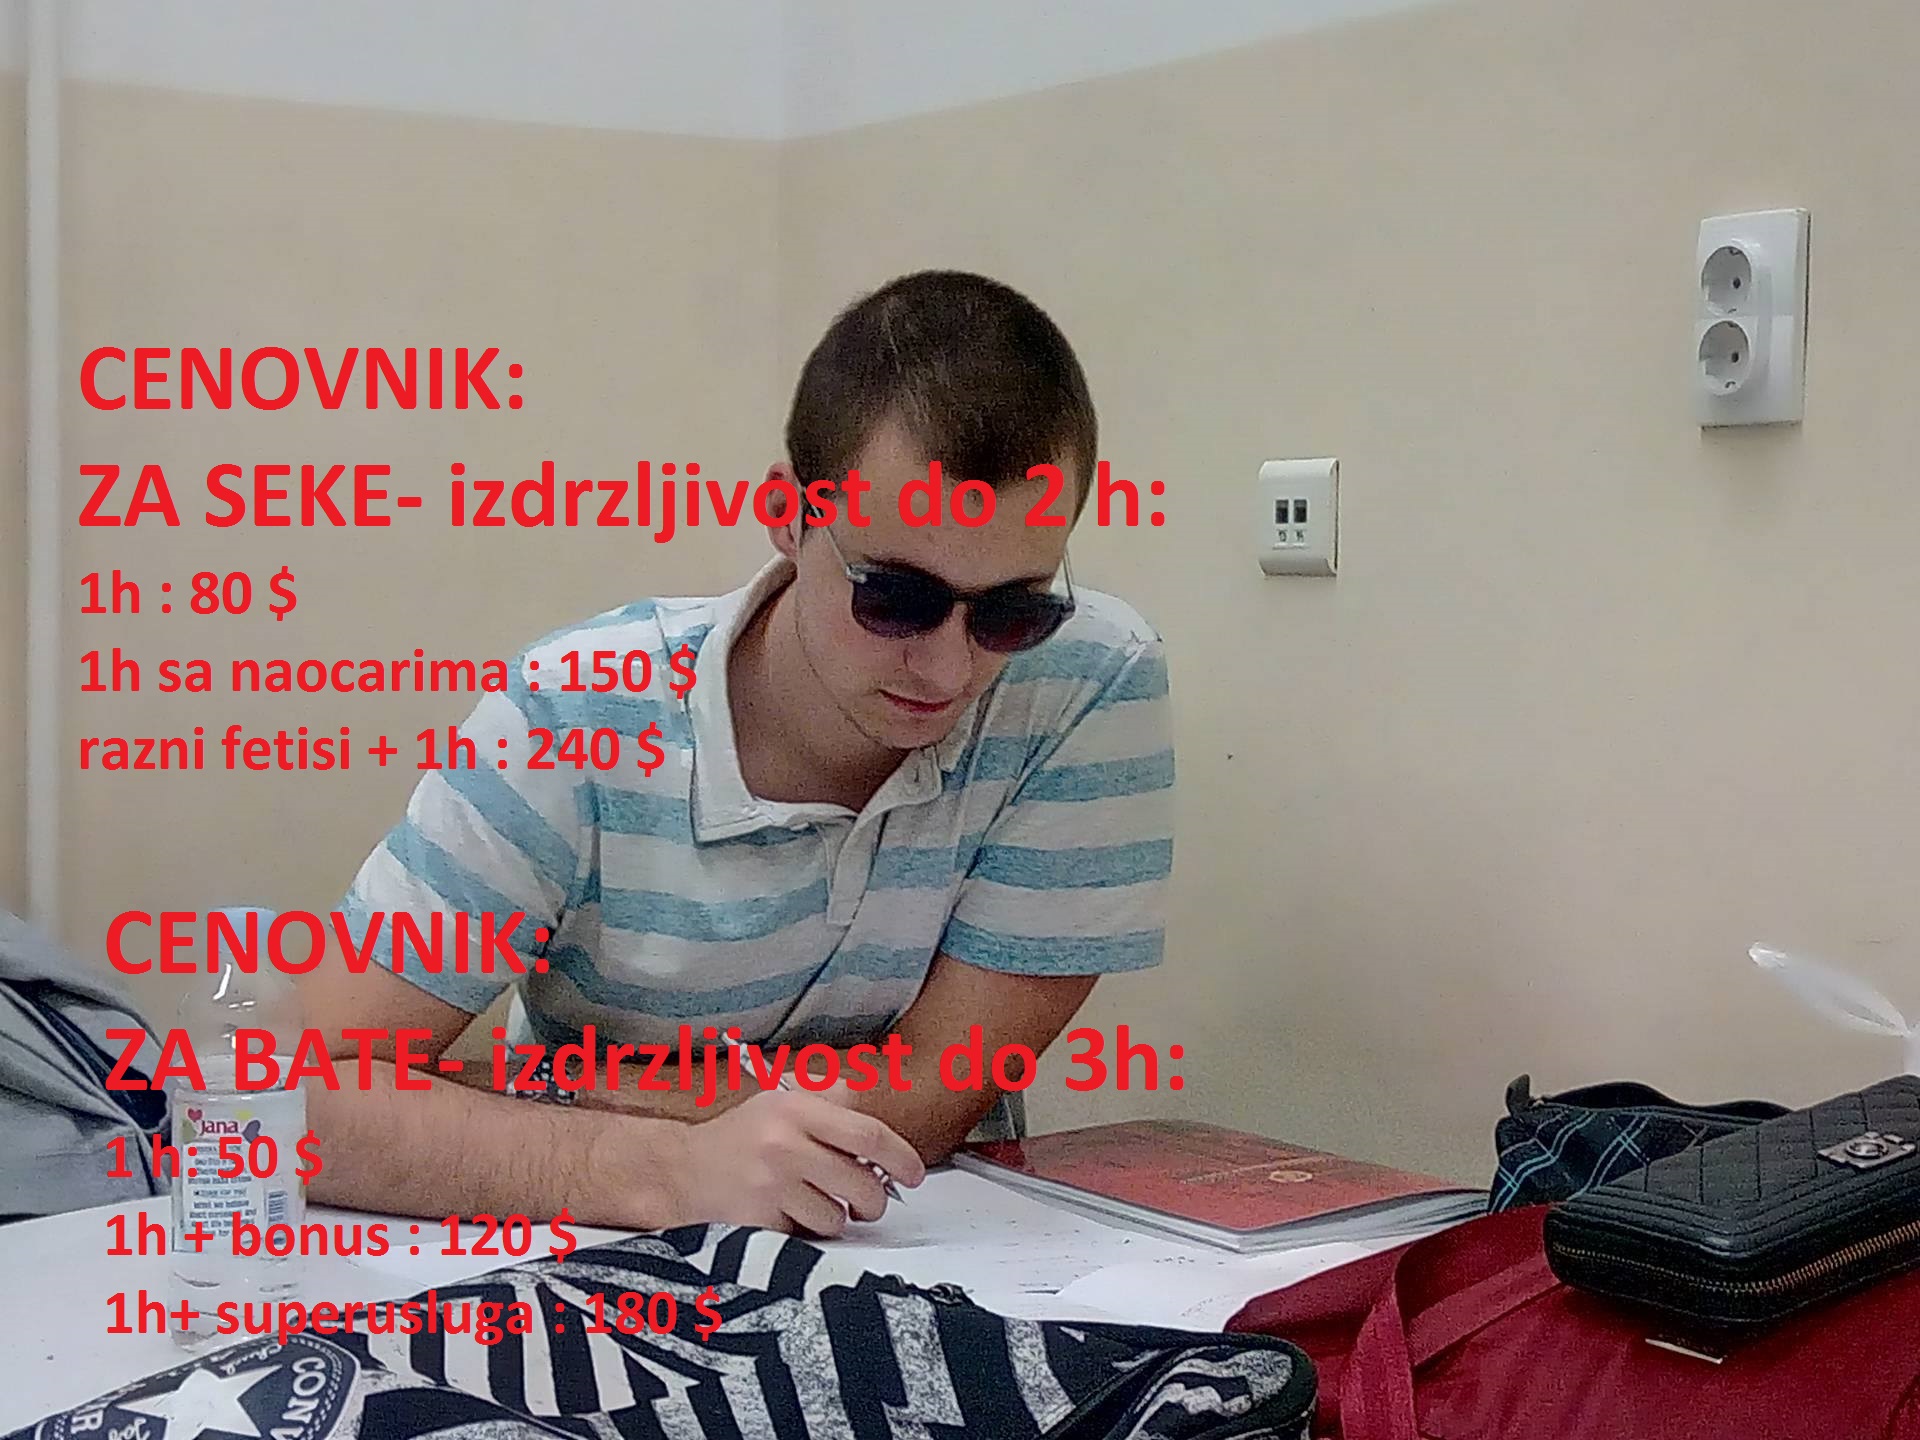 CENOVNIK:
ZA SEKE- izdrzljivost do 2 h:
1h : 80 $
1h sa naocarima : 150 $
razni fetisi + 1h : 240 $
CENOVNIK:
ZA BATE- izdrzljivost do 3h:
Jana
1 h: 50 $
1h + bonus : 120 $
1h+ superusluga : 180 $
CONV